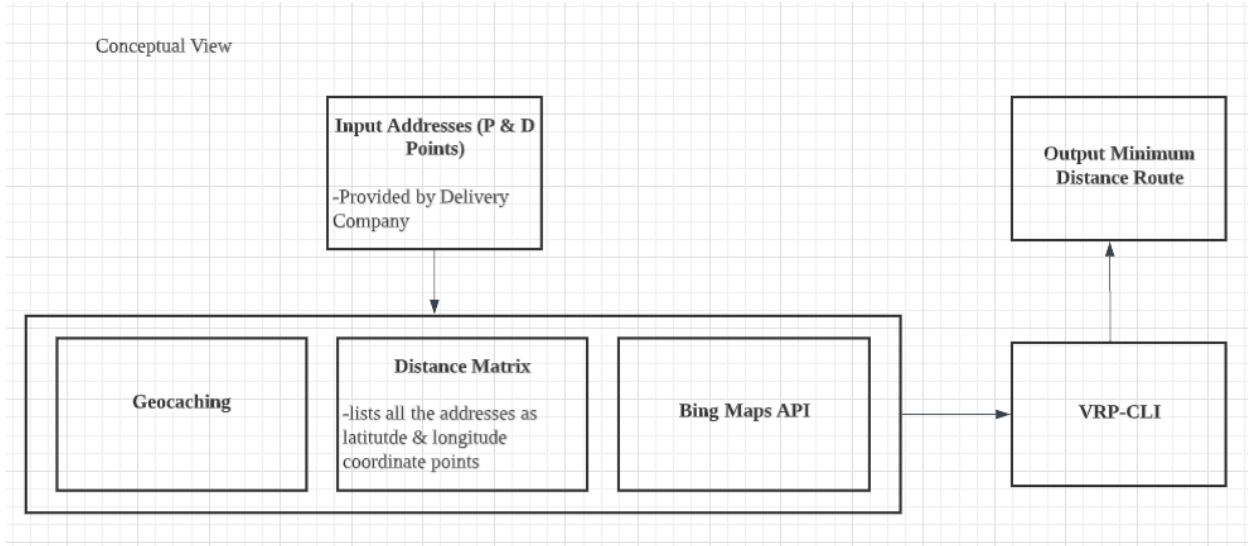 Conceptual View
Input Addresses (P & D
Points)
-Provided by Delivery
Company
Output Minimum
Distance Route
Geocaching
Distance Matrix
-lists all the addresses as
latitutde & longitude
coordinate points
Bing Maps API
VRP-CLI